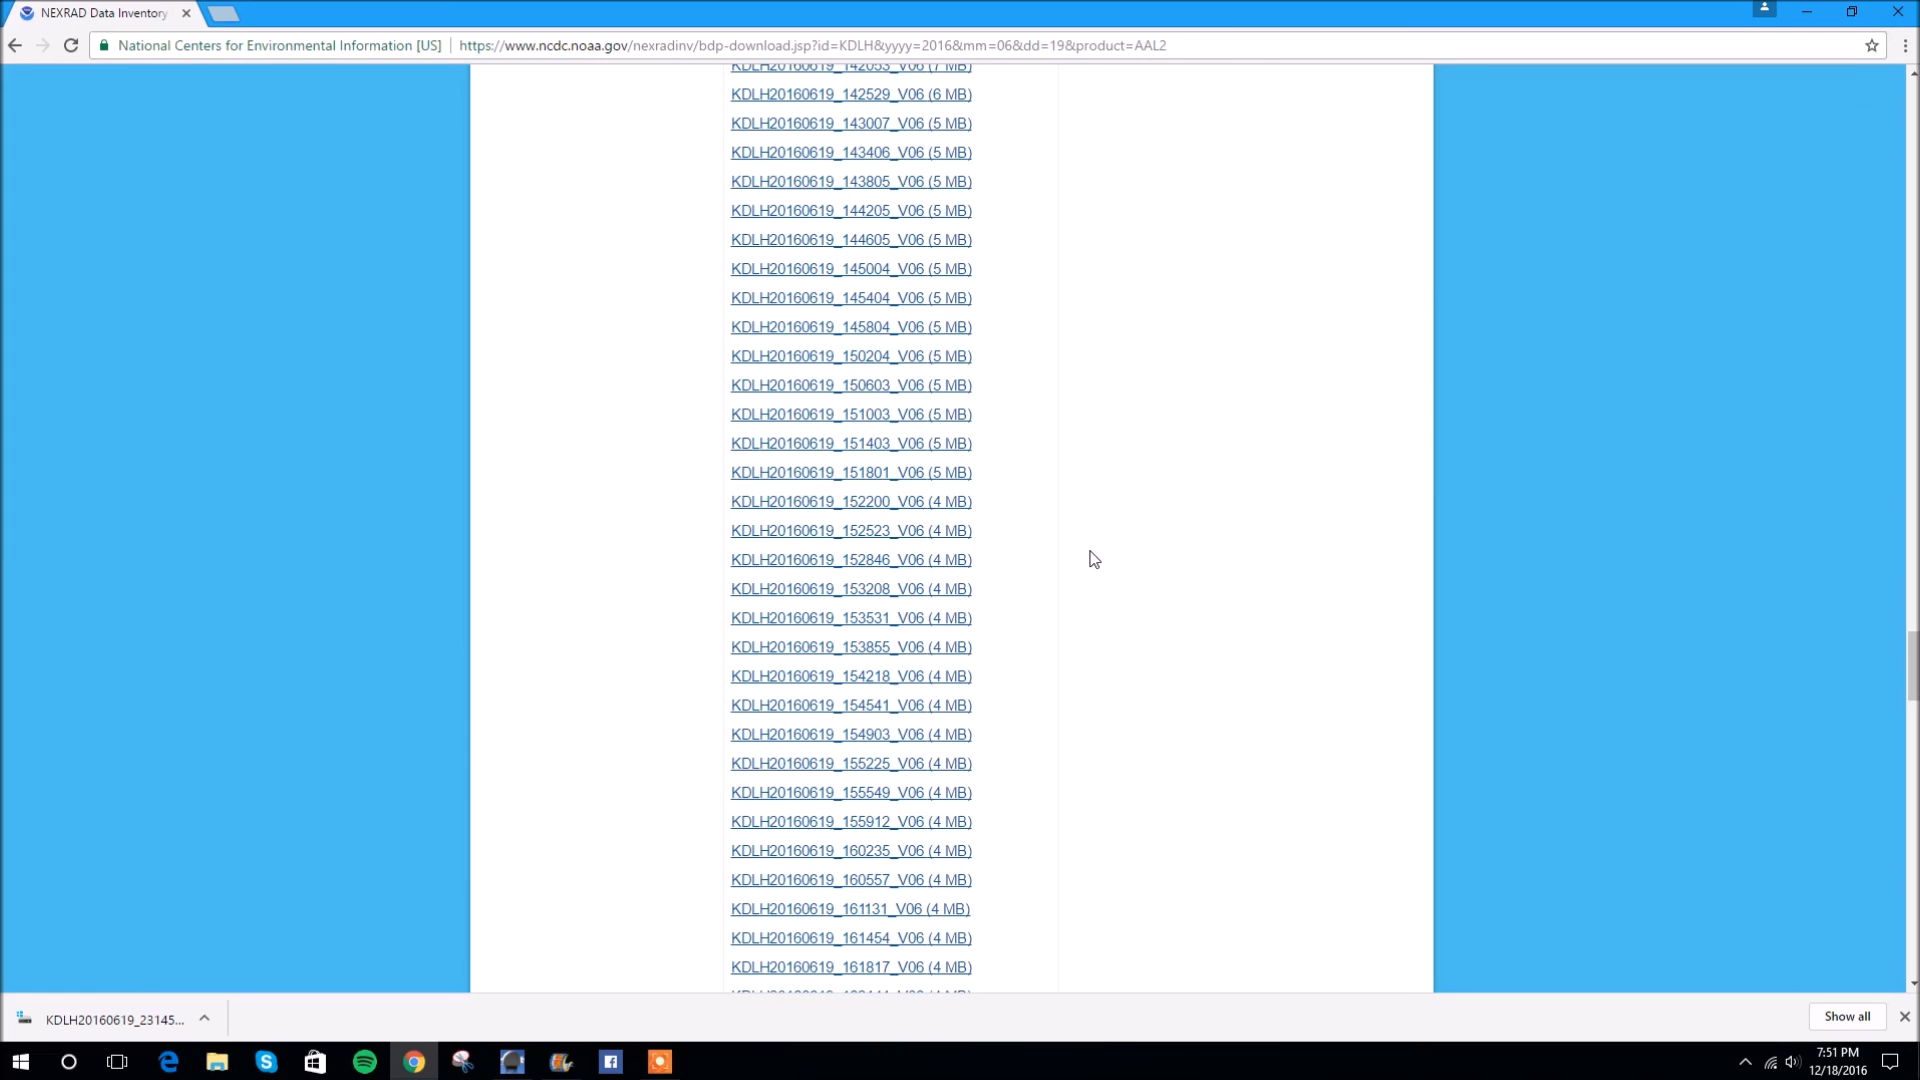 NEXRAD Data Inventory
National Centers for Environmental Information [US] https://www.ncdc.noaa.gov/nexradinv/bdp-download.jsp?id=KDLH&yyyy=2016&mm=06&dd=19&product=AAL2
KDLH20160619_142053_V06 (7 MB)
KDLH20160619_142529_V06 (6 MB)
KDLH20160619_143007_V06 (5 MB)
KDLH20160619_143406_V06 (5 MB)
KDLH20160619_143805_V06 (5 MB)
KDLH20160619_144205_V06 (5 MB)
KDLH20160619_144605_V06 (5 MB)
KDLH20160619_145004_V06 (5 MB)
KDLH20160619_145404_V06 (5 MB)
KDLH20160619_145804_V06 (5 MB)
KDLH20160619_150204_V06 (5 MB)
KDLH20160619_150603_V06 (5 MB)
KDLH20160619_151003_V06 (5 MB)
KDLH20160619_151403_V06 (5 MB)
KDLH20160619_151801_V06 (5 MB)
KDLH20160619_152200_V06 (4 MB)
KDLH20160619_152523_V06 (4 MB)
KDLH20160619_152846_V06 (4 MB)
KDLH20160619_153208_V06 (4 MB)
KDLH20160619_153531_V06 (4 MB)
KDLH20160619_153855_V06 (4 MB)
KDLH20160619_154218_V06 (4 MB)
KDLH20160619_154541_V06 (4 MB)
KDLH20160619_154903_V06 (4 MB)
KDLH20160619_155225_V06 (4 MB)
KDLH20160619_155549_V06 (4 MB)
KDLH20160619_155912_V06 (4 MB)
KDLH20160619_160235_V06 (4 MB)
KDLH20160619_160557_V06 (4 MB)
KDLH20160619_161131_V06 (4 MB)
KDLH20160619_161454_V06 (4 MB)
KDLH20160619_161817_V06 (4 MB)
KDLH20160619_23145...
Show all
7:51 PM
12/18/2016